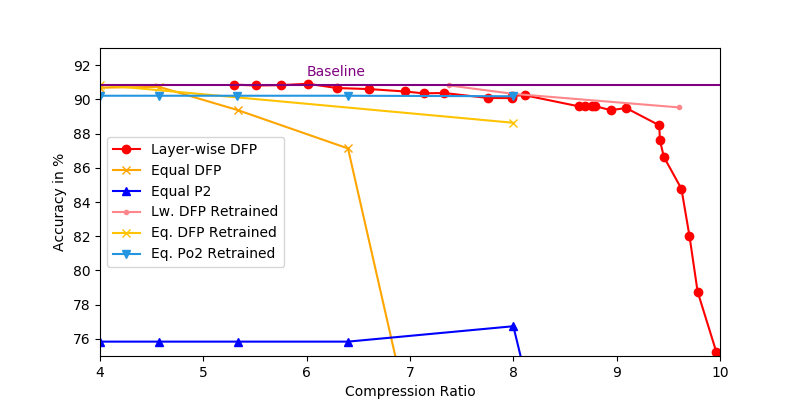 Baseline
92
90
88
86
84
82
80
78
76
Accuracy in %
Layer-wise DFP
Equal DFP
Equal P2
Lw. DFP Retrained
Eq. DFP Retrained
Eq. Po2 Retrained
4 5 6 7 8 9 10
Compression Ratio